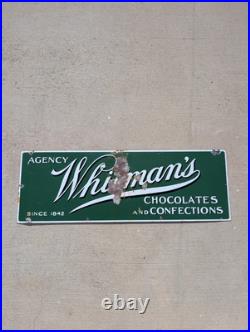 AGENCY
Whitman's
CHOCOLATES
SINCE 1842
AND CONFECTIONS